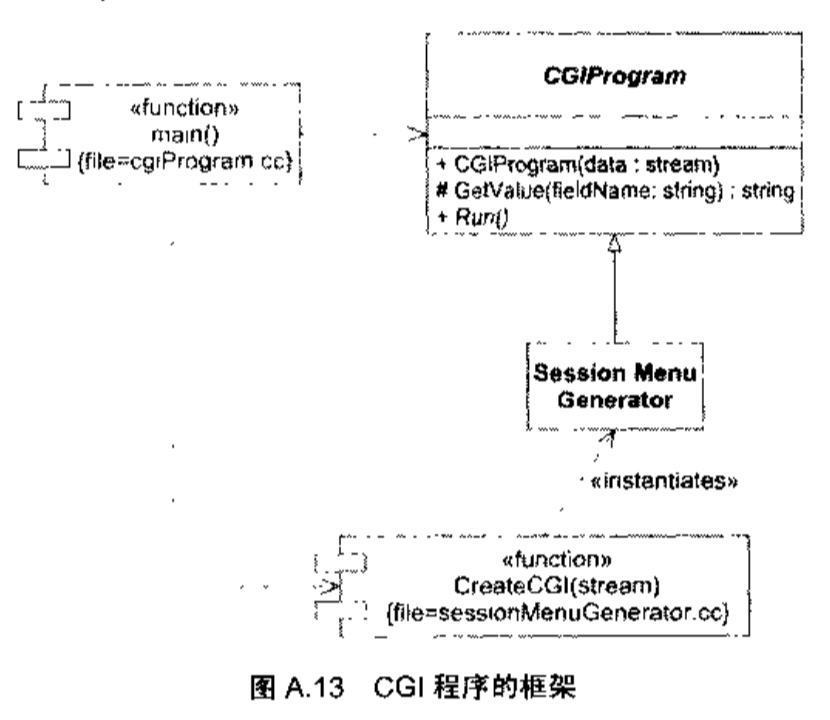 CGIProgram
«function»
main()
{file=cgiProgram cc}
+ CGIProgram(data : stream)
# GetValue(fieldName: string) : string
+ Run()
Session Menu
Generator
«instantiates»
«function»
CreateCGI(stream)
{file=sessionMenuGenerator.cc}
图 A.13 CGI 程序的框架